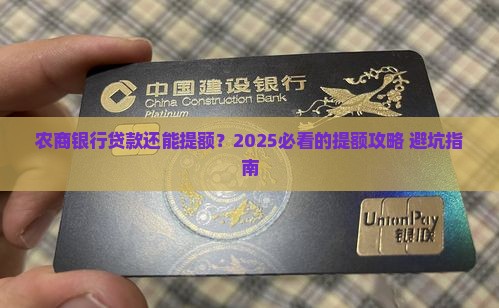 中国建设银行
China Construction Bank
Platinum
农商银行贷款还能提额？2025必看的提额攻略 避坑指
南
UnionPay
银联